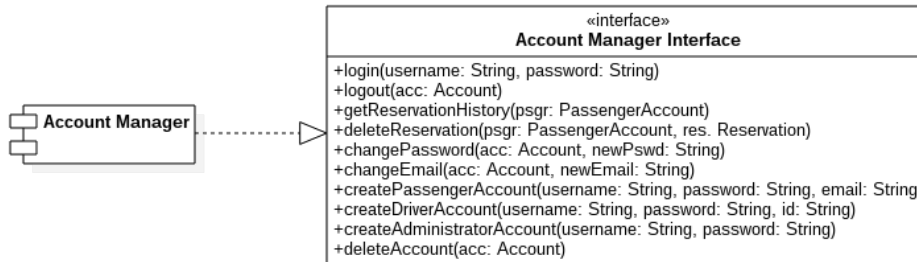 «interface»
Account Manager Interface
Account Manager
+login(username: String, password: String)
+logout(acc: Account)
+getReservationHistory(psgr: PassengerAccount)
+deleteReservation(psgr: PassengerAccount, res. Reservation)
+changePassword(acc: Account, newPswd: String)
+changeEmail(acc: Account, newEmail: String)
+createPassengerAccount(username: String, password: String, email: String
+createDriverAccount(username: String, password: String, id: String)
+createAdministratorAccount(username: String, password: String)
+deleteAccount(acc: Account)